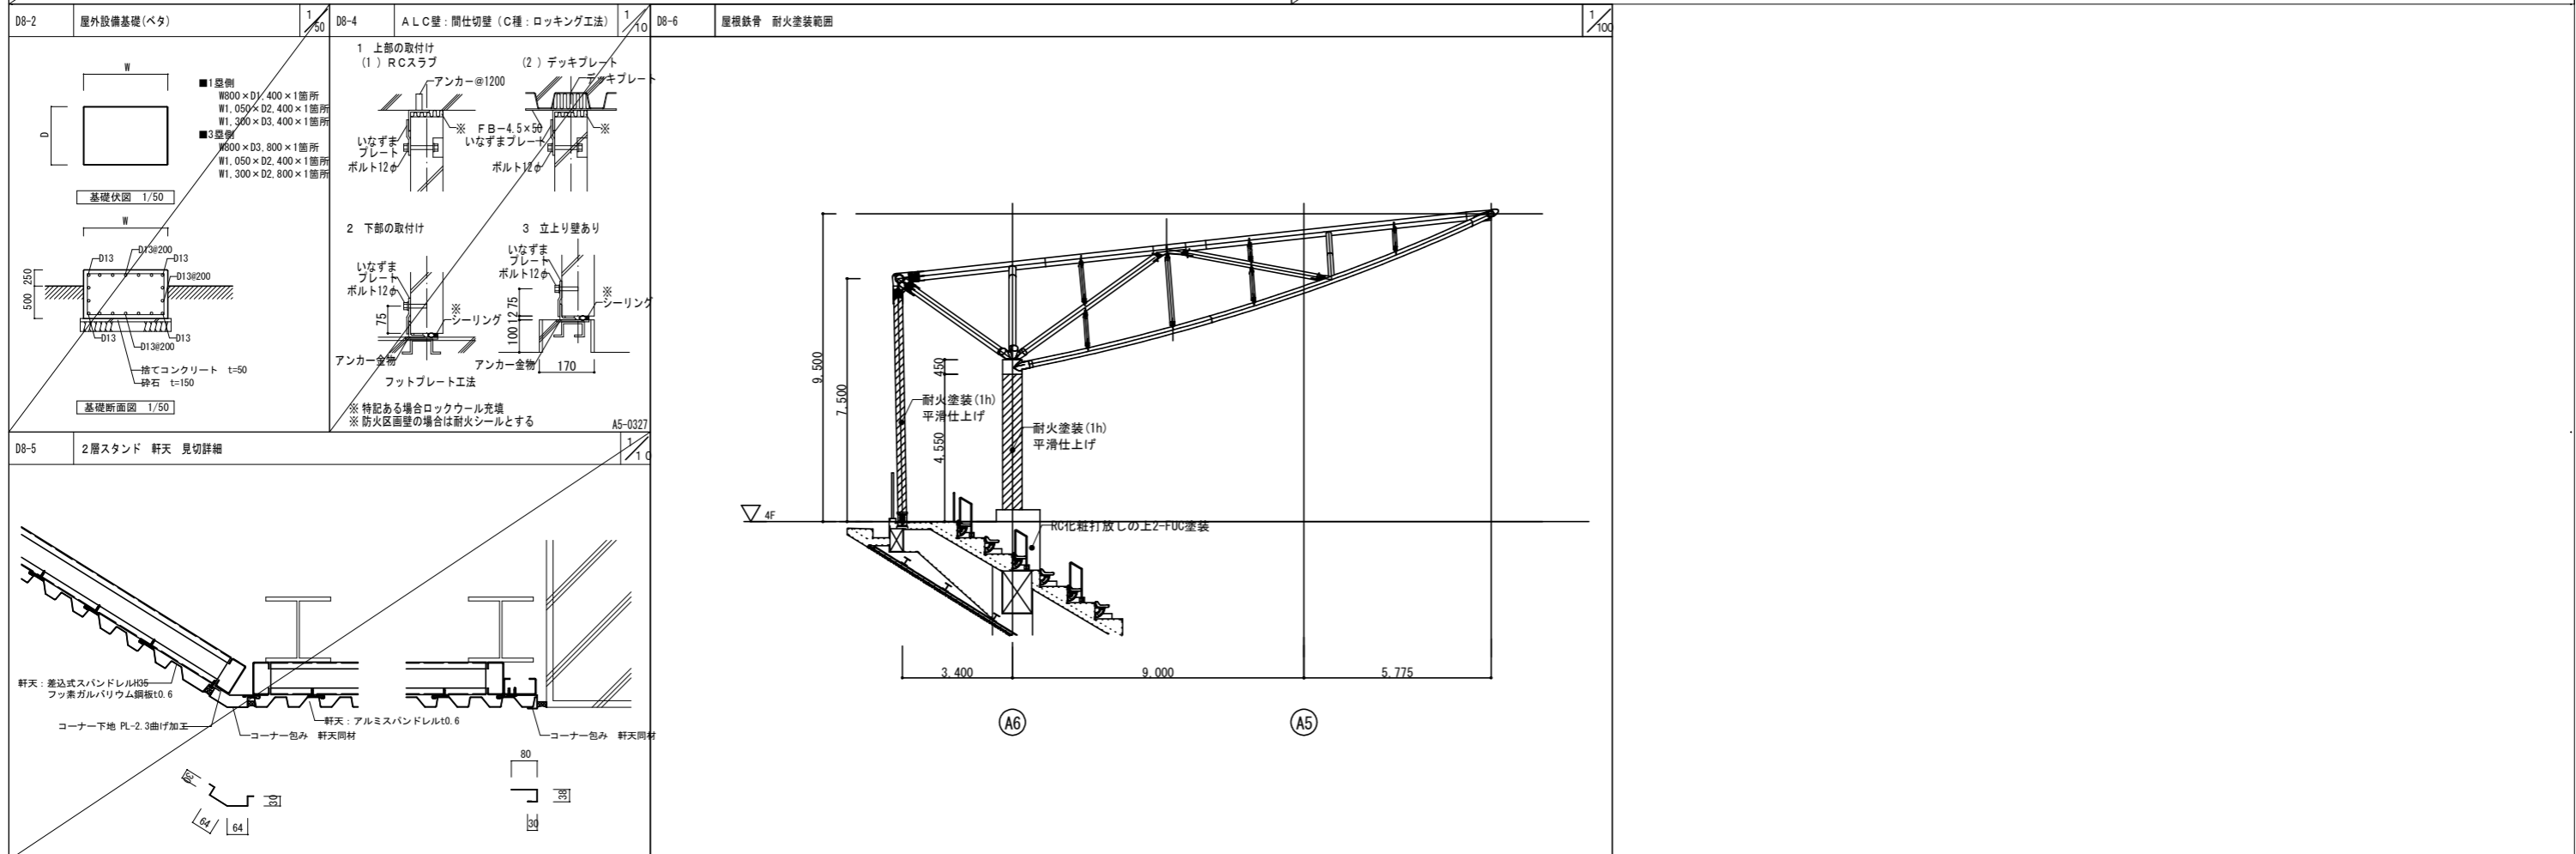 D8-2
屋外設備基礎(ベタ)
1/50
W
D
■1塁側
W800×D1,400×1箇所
W1,050×D2,400×1箇所
W1,300×D3,400×1箇所
■3塁側
W800×D3,800×1箇所
W1,050×D2,400×1箇所
W1,300×D2,800×1箇所
基礎伏図 1/50
W
D13@200
D13
D13
D13@200
250
500
D13
D13
D13@200
捨てコンクリート t=50
砕石 t=150
基礎断面図 1/50
D8-4
ALC壁：間仕切壁（C種：ロッキング工法）
1/10
1 上部の取付け
(1) RCスラブ
アンカー@1200
※
いなずま
プレート
ボルト12φ
(2) デッキプレート
デッキプレート
FB-4.5×50
※
いなずまプレート
ボルト12φ
2 下部の取付け
いなずま
プレート
ボルト12φ
※
シーリング
75
アンカー金物
フットプレート工法
3 立上り壁あり
いなずま
プレート
ボルト12φ
※
シーリング
75
12
100
アンカー金物
170
※ 特記ある場合ロックウール充填
※ 防火区画壁の場合は耐火シールとする
A5-0327
D8-5
2層スタンド 軒天 見切詳細
1/10
軒天：差込式スパンドレルH35
フッ素ガルバリウム鋼板t0.6
コーナー下地 PL-2.3曲げ加工
コーナー包み 軒天同材
軒天：アルミスパンドレルt0.6
コーナー包み 軒天同材
30
64
64
80
38
30
D8-6
屋根鉄骨 耐火塗装範囲
1/100
9,500
7,500
450
4,550
耐火塗装(1h)
平滑仕上げ
耐火塗装(1h)
平滑仕上げ
4F
RC化粧打放しの上2-FUC塗装
3,400
9,000
5,775
A6
A5